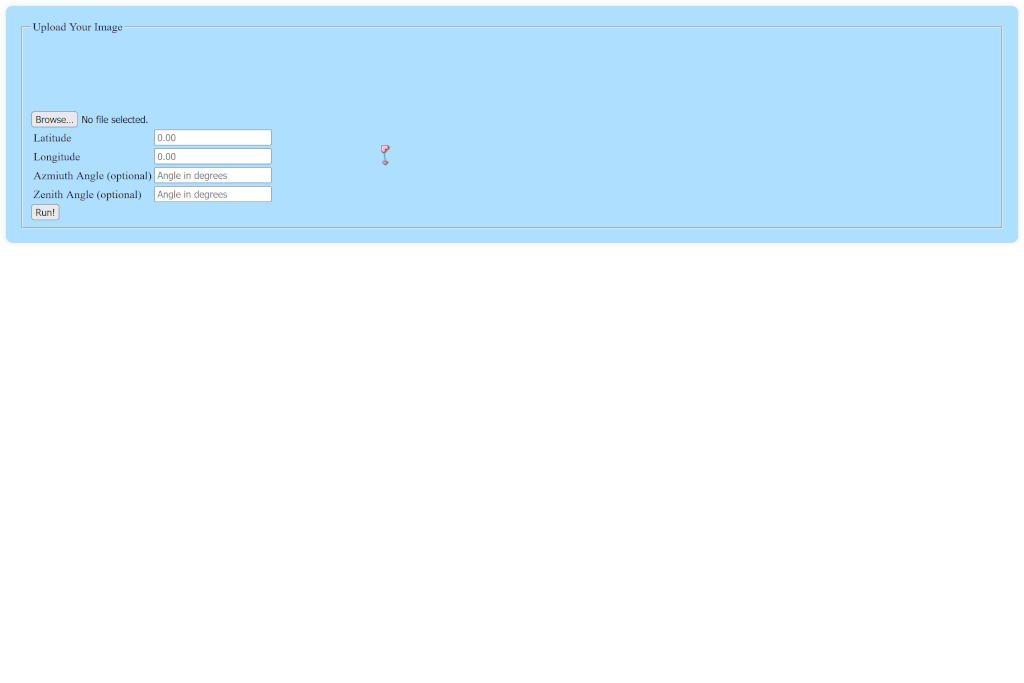 Upload Your Image
Browse... No file selected.
Latitude 0.00
Longitude 0.00
Azmiuth Angle (optional) Angle in degrees
Zenith Angle (optional) Angle in degrees
Run!